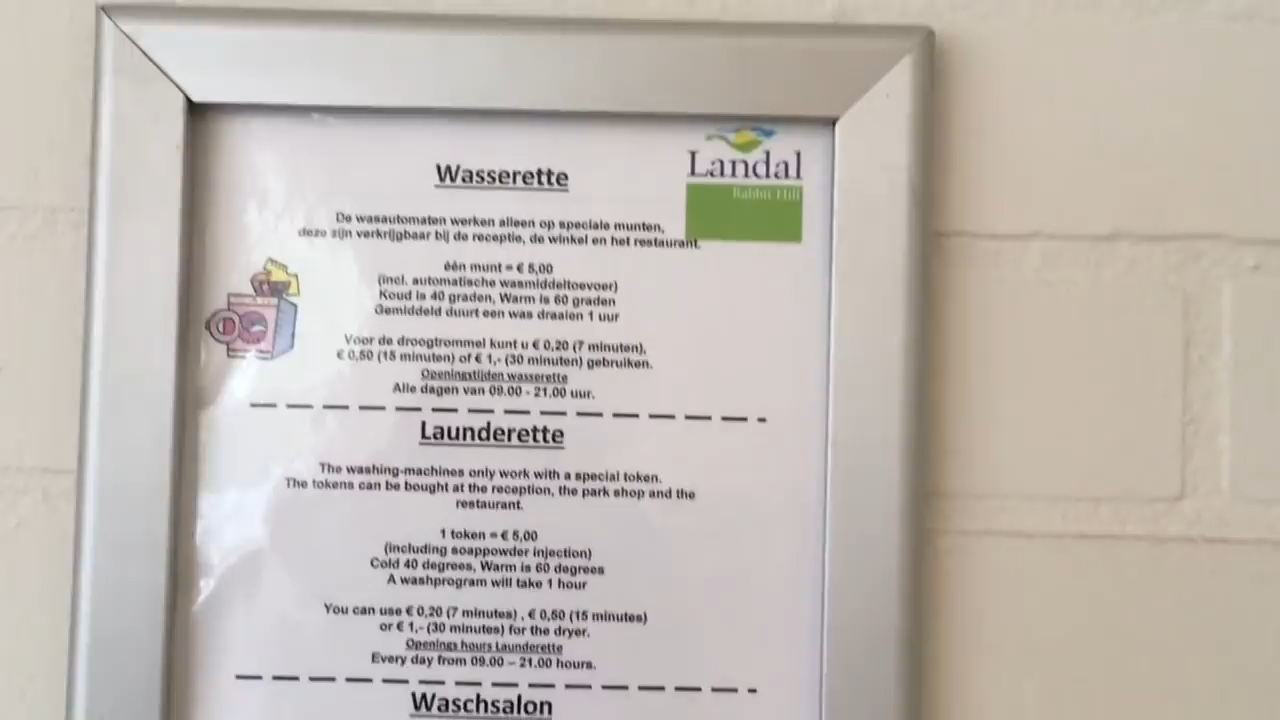 Landal
Rabbit Hill
Wasserette
De wasautomaten werken alleen op speciale munten,
deze zijn verkrijgbaar bij de receptie, de winkel en het restaurant.
één munt = € 5,00
(incl. automatische wasmiddeltoevoer)
Koud is 40 graden, Warm is 60 graden
Gemiddeld duurt een was draaien 1 uur
Voor de droogtrommel kunt u € 0,20 (7 minuten),
€ 0,50 (15 minuten) of € 1,- (30 minuten) gebruiken.
Openingstijden wasserette
Alle dagen van 09.00 - 21.00 uur.
Launderette
The washing-machines only work with a special token.
The tokens can be bought at the reception, the park shop and the
restaurant.
1 token = € 5,00
(including soappowder injection)
Cold 40 degrees, Warm is 60 degrees
A washprogram will take 1 hour
You can use € 0,20 (7 minutes) , € 0,50 (15 minutes)
or € 1,- (30 minutes) for the dryer.
Openings hours Launderette
Every day from 09.00 – 21.00 hours.
Waschsalon